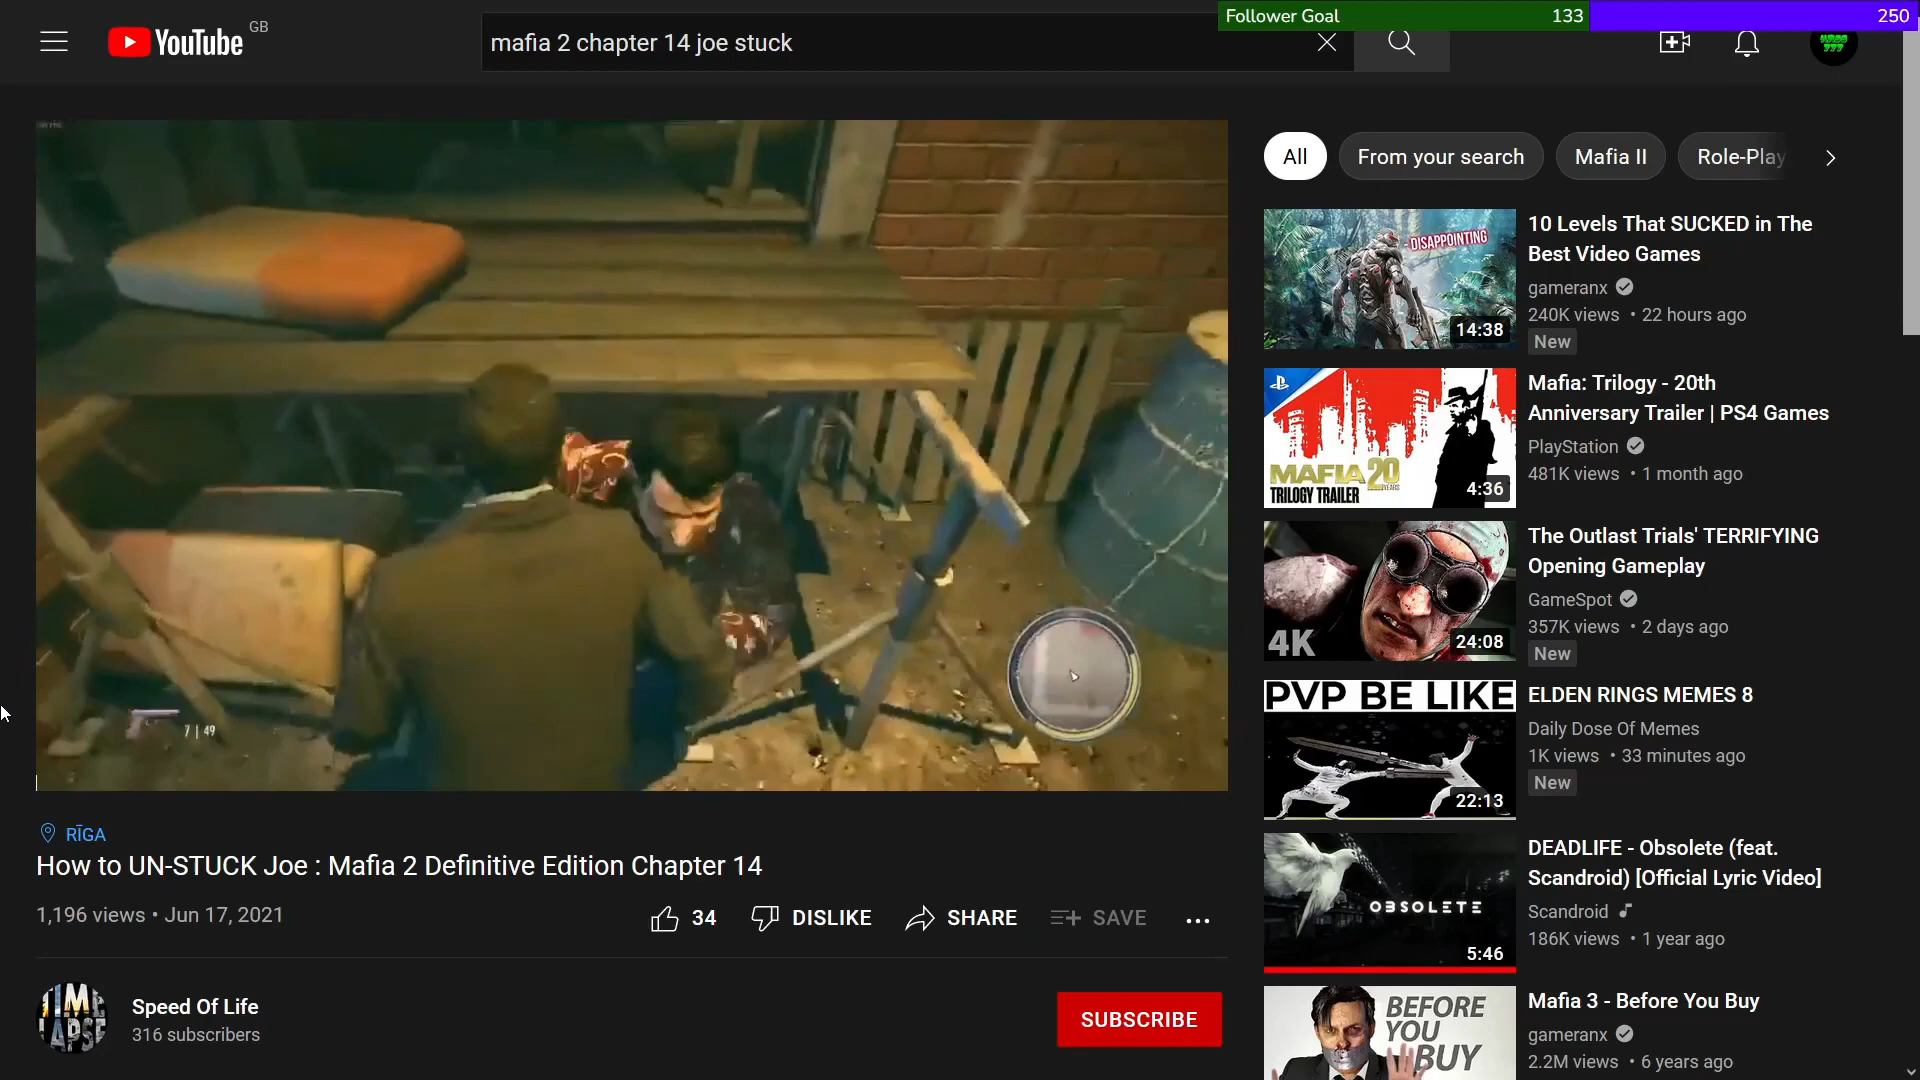 YouTube GB
mafia 2 chapter 14 joe stuck
Follower Goal 133 250
All
From your search
Mafia II
Role-Play
7 | 49
RĪGA
How to UN-STUCK Joe : Mafia 2 Definitive Edition Chapter 14
1,196 views • Jun 17, 2021
34
DISLIKE
SHARE
SAVE
TIME
LAPSE
Speed Of Life
316 subscribers
SUBSCRIBE
- DISAPPOINTING
14:38
10 Levels That SUCKED in The
Best Video Games
gameranx
240K views • 22 hours ago
New
MAFIA 20
YEARS
TRILOGY TRAILER
4:36
Mafia: Trilogy - 20th
Anniversary Trailer | PS4 Games
PlayStation
481K views • 1 month ago
4K
24:08
The Outlast Trials' TERRIFYING
Opening Gameplay
GameSpot
357K views • 2 days ago
New
PVP BE LIKE
22:13
ELDEN RINGS MEMES 8
Daily Dose Of Memes
1K views • 33 minutes ago
New
OBSOLETE
5:46
DEADLIFE - Obsolete (feat.
Scandroid) [Official Lyric Video]
Scandroid
186K views • 1 year ago
BEFORE
YOU
BUY
Mafia 3 - Before You Buy
gameranx
2.2M views • 6 years ago